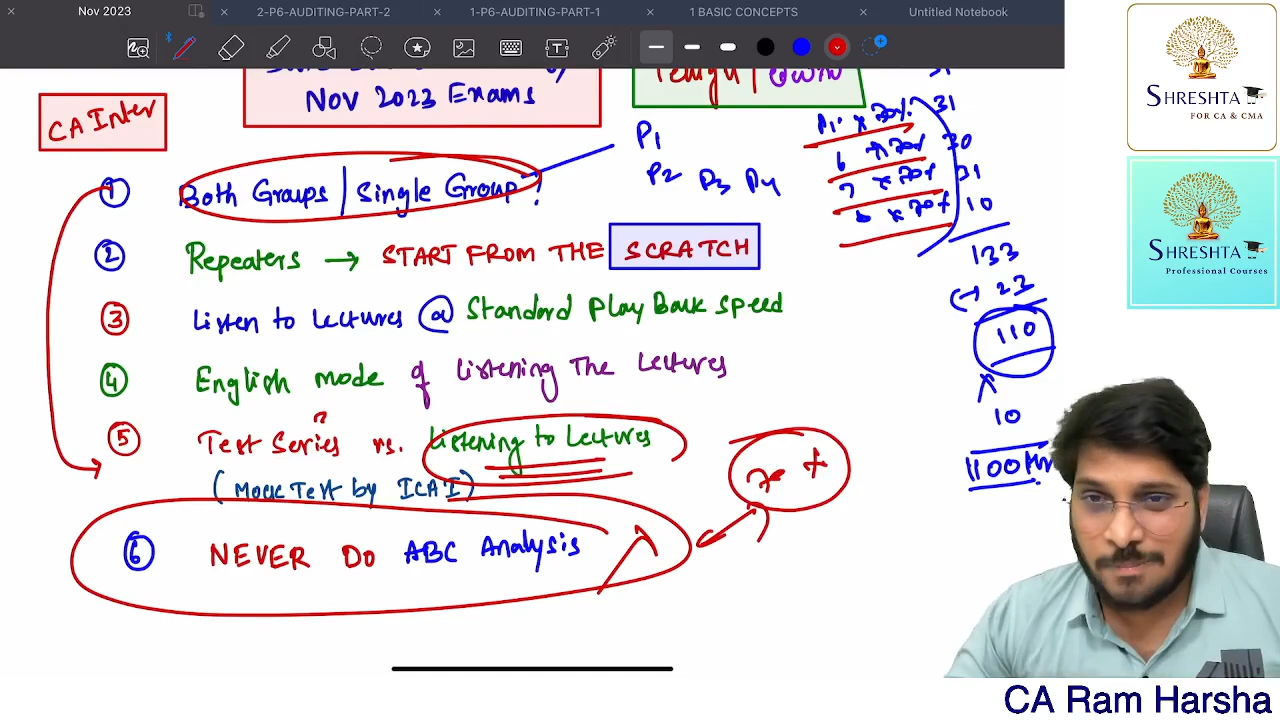 Nov 2023
2-P6-AUDITING-PART-2
1-P6-AUDITING-PART-1
1 BASIC CONCEPTS
Untitled Notebook
NOV 2023 Exams
CA Inter
① Both Groups | Single Group?
P1
P2 P3 P4
② Repeaters → START FROM THE SCRATCH
③ Listen to Lectures @ Standard Play Back Speed
④ English mode of listening The Lectures
⑤ Test Series vs. Listening to Lectures
(Mock Test by ICAI)
⑥ NEVER Do ABC Analysis
31
30
31
10
133
(-) 23
110
10
1100 Hrs
SHRESHTA
FOR CA & CMA
SHRESHTA
Professional Courses
CA Ram Harsha